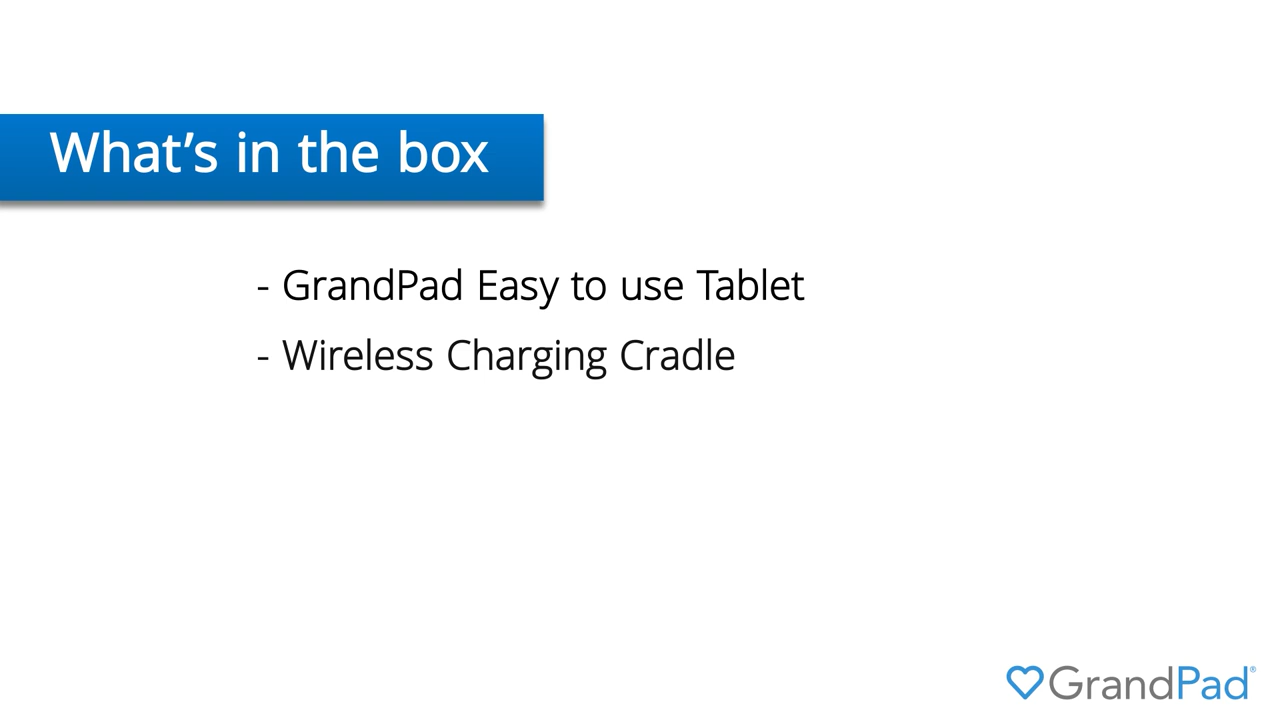 What’s in the box
- GrandPad Easy to use Tablet
- Wireless Charging Cradle
GrandPad®